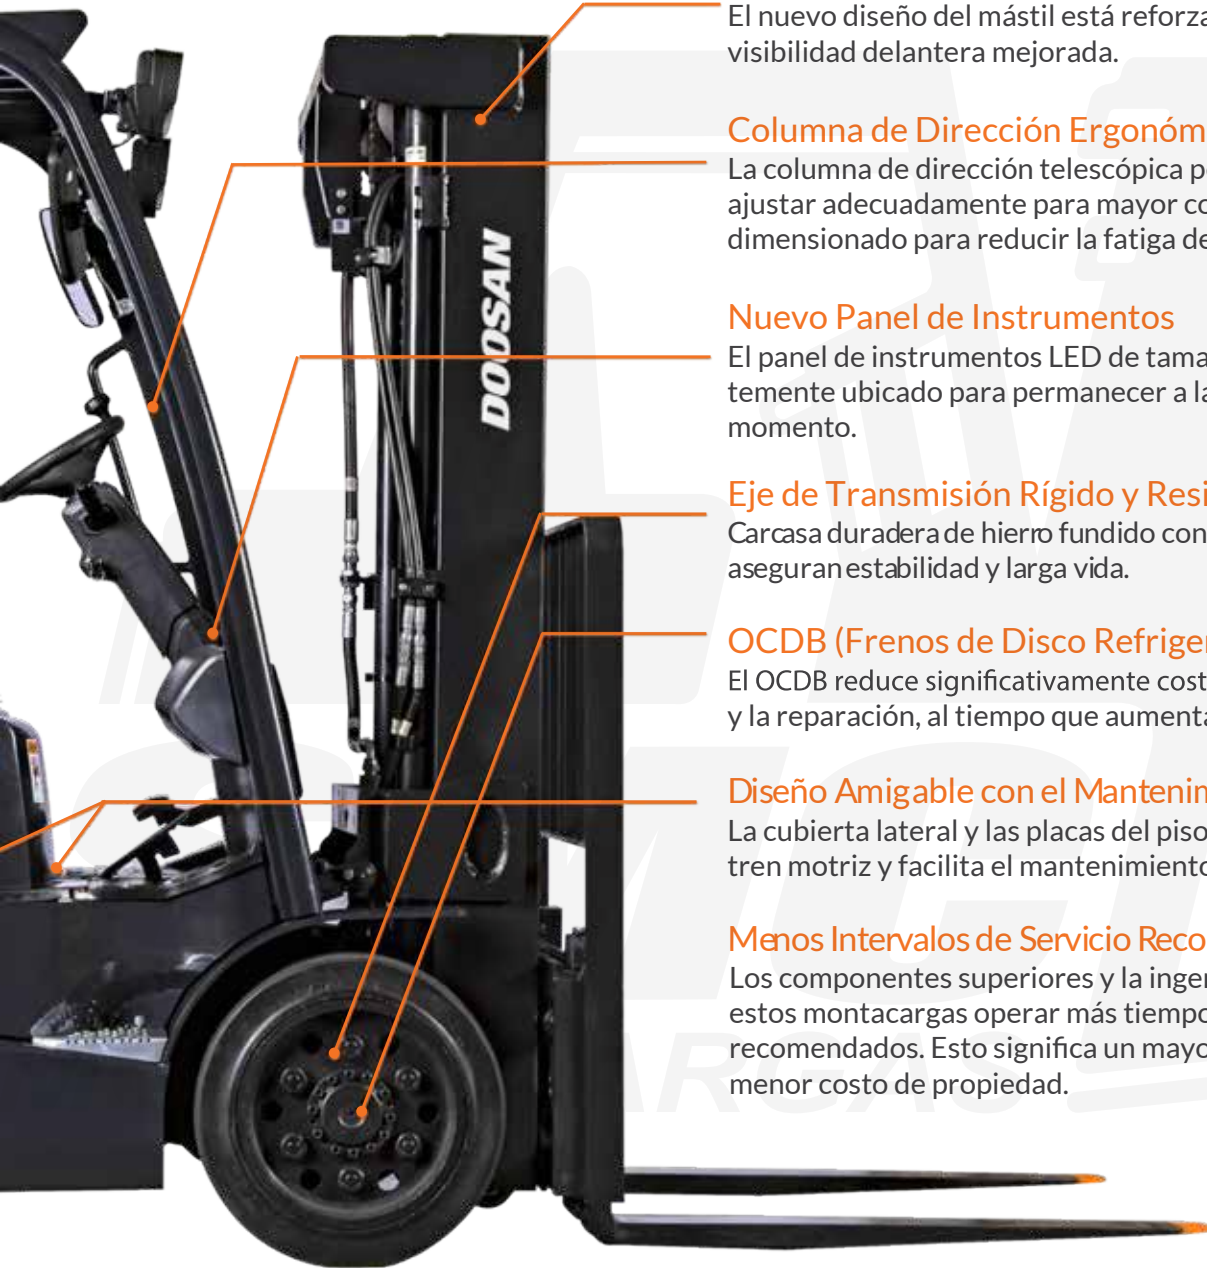 El nuevo diseño del mástil está reforza
visibilidad delantera mejorada.
Columna de Dirección Ergonóm
La columna de dirección telescópica p
ajustar adecuadamente para mayor co
dimensionado para reducir la fatiga de
Nuevo Panel de Instrumentos
El panel de instrumentos LED de tama
temente ubicado para permanecer a la
momento.
Eje de Transmisión Rígido y Resi
Carcasa duradera de hierro fundido con
aseguran estabilidad y larga vida.
OCDB (Frenos de Disco Refriger
El OCDB reduce significativamente cost
y la reparación, al tiempo que aumenta
Diseño Amigable con el Mantenim
La cubierta lateral y las placas del piso
tren motriz y facilita el mantenimiento
Menos Intervalos de Servicio Reco
Los componentes superiores y la inger
estos montacargas operar más tiempo
recomendados. Esto significa un mayo
menor costo de propiedad.
DOOSAN
ARGAS